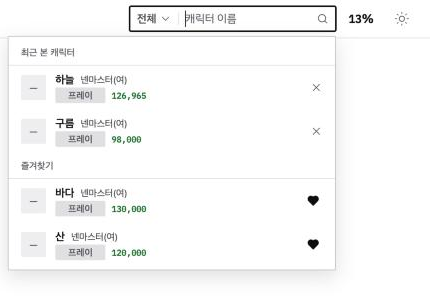 전체 캐릭터 이름 13%
최근 본 캐릭터
하늘 넨마스터(여)
프레이 126,965
구름 넨마스터(여)
프레이 98,000
즐겨찾기
바다 넨마스터(여)
프레이 130,000
산 넨마스터(여)
프레이 120,000